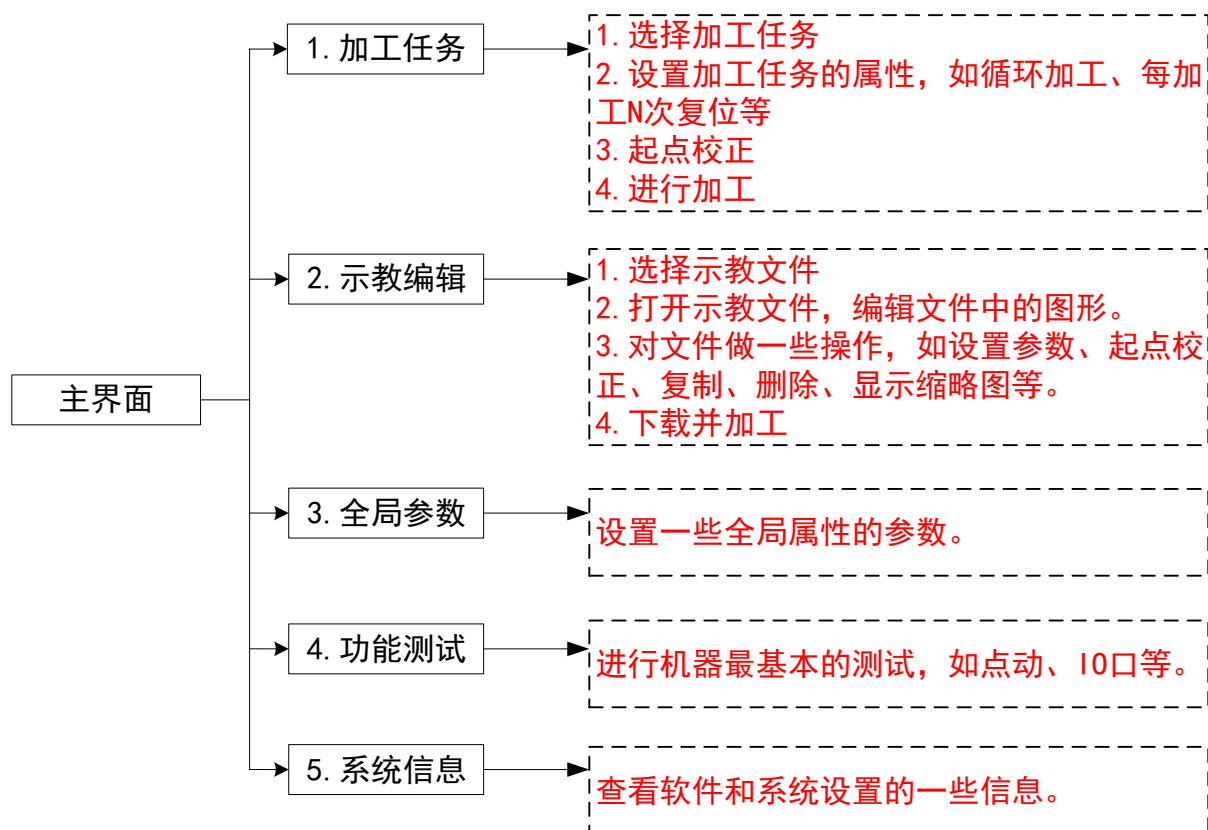 1. 加工任务
1. 选择加工任务
2. 设置加工任务的属性，如循环加工、每加
工N次复位等
3. 起点校正
4. 进行加工
2. 示教编辑
1. 选择示教文件
2. 打开示教文件，编辑文件中的图形。
3. 对文件做一些操作，如设置参数、起点校
正、复制、删除、显示缩略图等。
4. 下载并加工
主界面
3. 全局参数
设置一些全局属性的参数。
4. 功能测试
进行机器最基本的测试，如点动、IO口等。
5. 系统信息
查看软件和系统设置的一些信息。